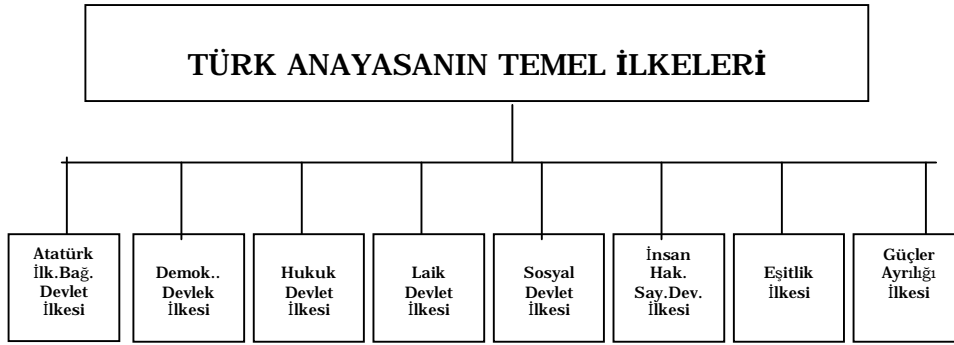 TÜRK ANAYASANIN TEMEL İLKELERİ
Atatürk
İlk.Bağ.
Devlet
İlkesi
Demok..
Devlek
İlkesi
Hukuk
Devlet
İlkesi
Laik
Devlet
İlkesi
Sosyal
Devlet
İlkesi
İnsan
Hak.
Say.Dev.
İlkesi
Eşitlik
İlkesi
Güçler
Ayrılığı
İlkesi